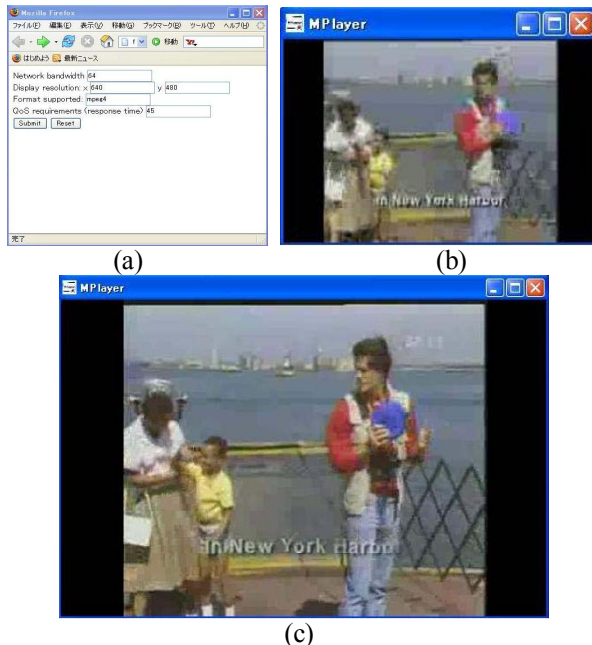 Mozilla Firefox
ファイル(F) 編集(E) 表示(V) 移動(G) ブックマーク(B) ツール(T) ヘルプ(H)
移動
はじめよう 最新ニュース
Network bandwidth 64
Display resolution: x 640 y 480
Format supported: mpeg4
QoS requirements (response time) 45
Submit Reset
完了
(a)
MPlayer
In New York Harbor
(b)
MPlayer
In New York Harbor
(c)